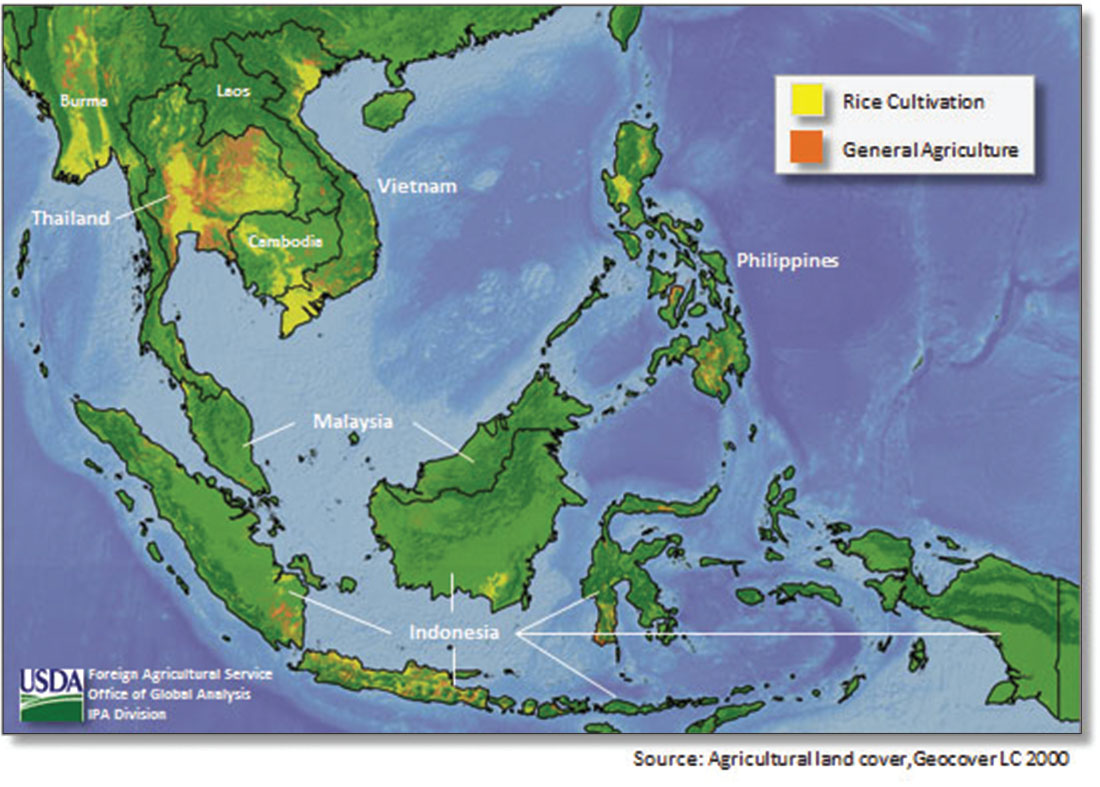 Burma
Laos
Rice Cultivation
General Agriculture
Vietnam
Thailand
Cambodia
Philippines
Malaysia
Indonesia
USDA
Foreign Agricultural Service
Office of Global Analysis
IPA Division
Source: Agricultural land cover,Geocover LC 2000